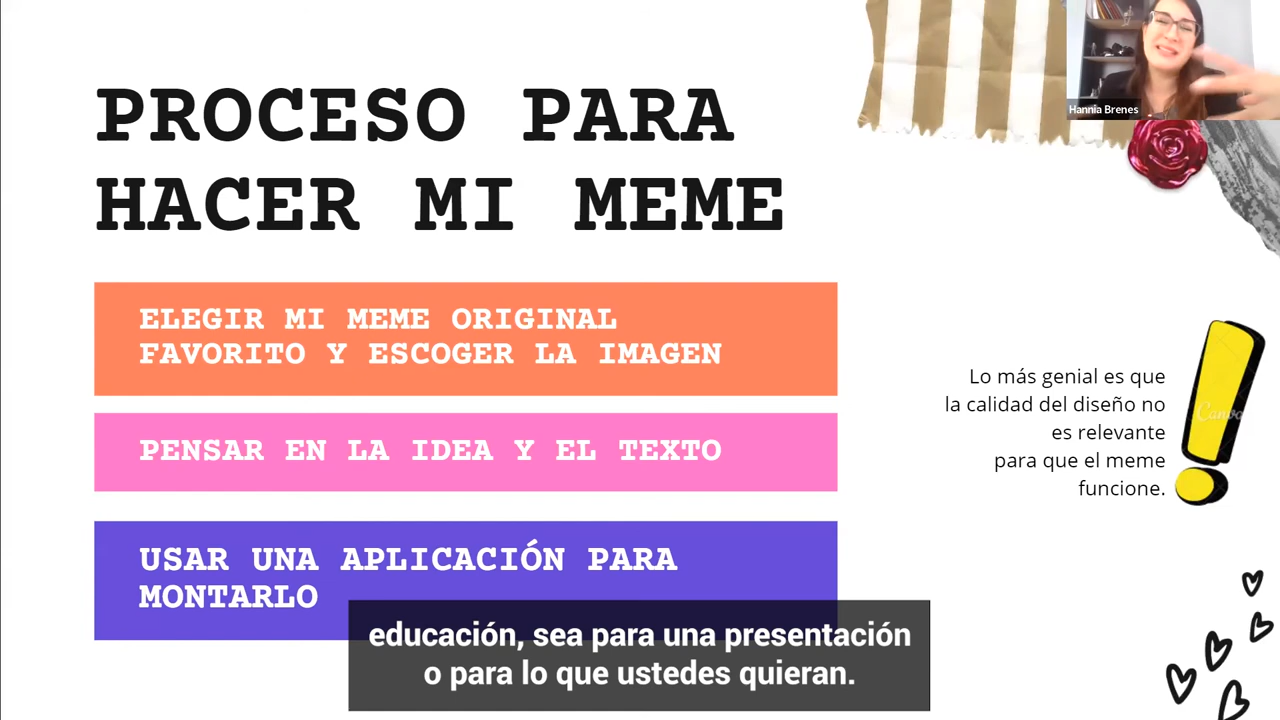 Hannia Brenes
PROCESO PARA
HACER MI MEME
ELEGIR MI MEME ORIGINAL
FAVORITO Y ESCOGER LA IMAGEN
PENSAR EN LA IDEA Y EL TEXTO
USAR UNA APLICACIÓN PARA
MONTARLO
Lo más genial es que
la calidad del diseño no
es relevante
para que el meme
funcione.
Canva
educación, sea para una presentación
o para lo que ustedes quieran.